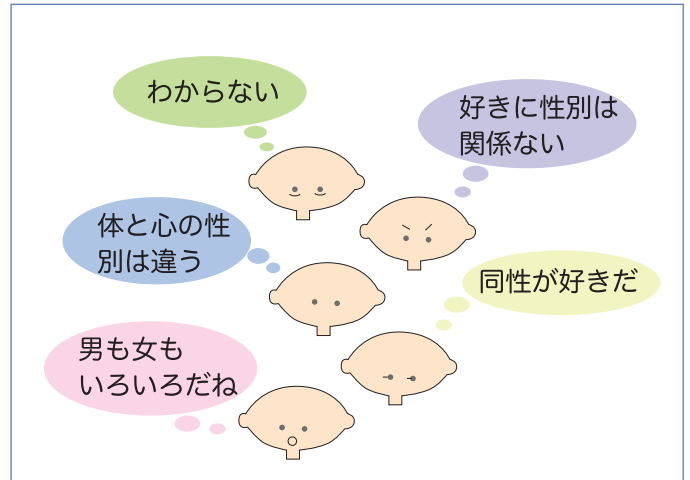 わからない
好きに性別は
関係ない
体と心の性
別は違う
同性が好きだ
男も女も
いろいろだね